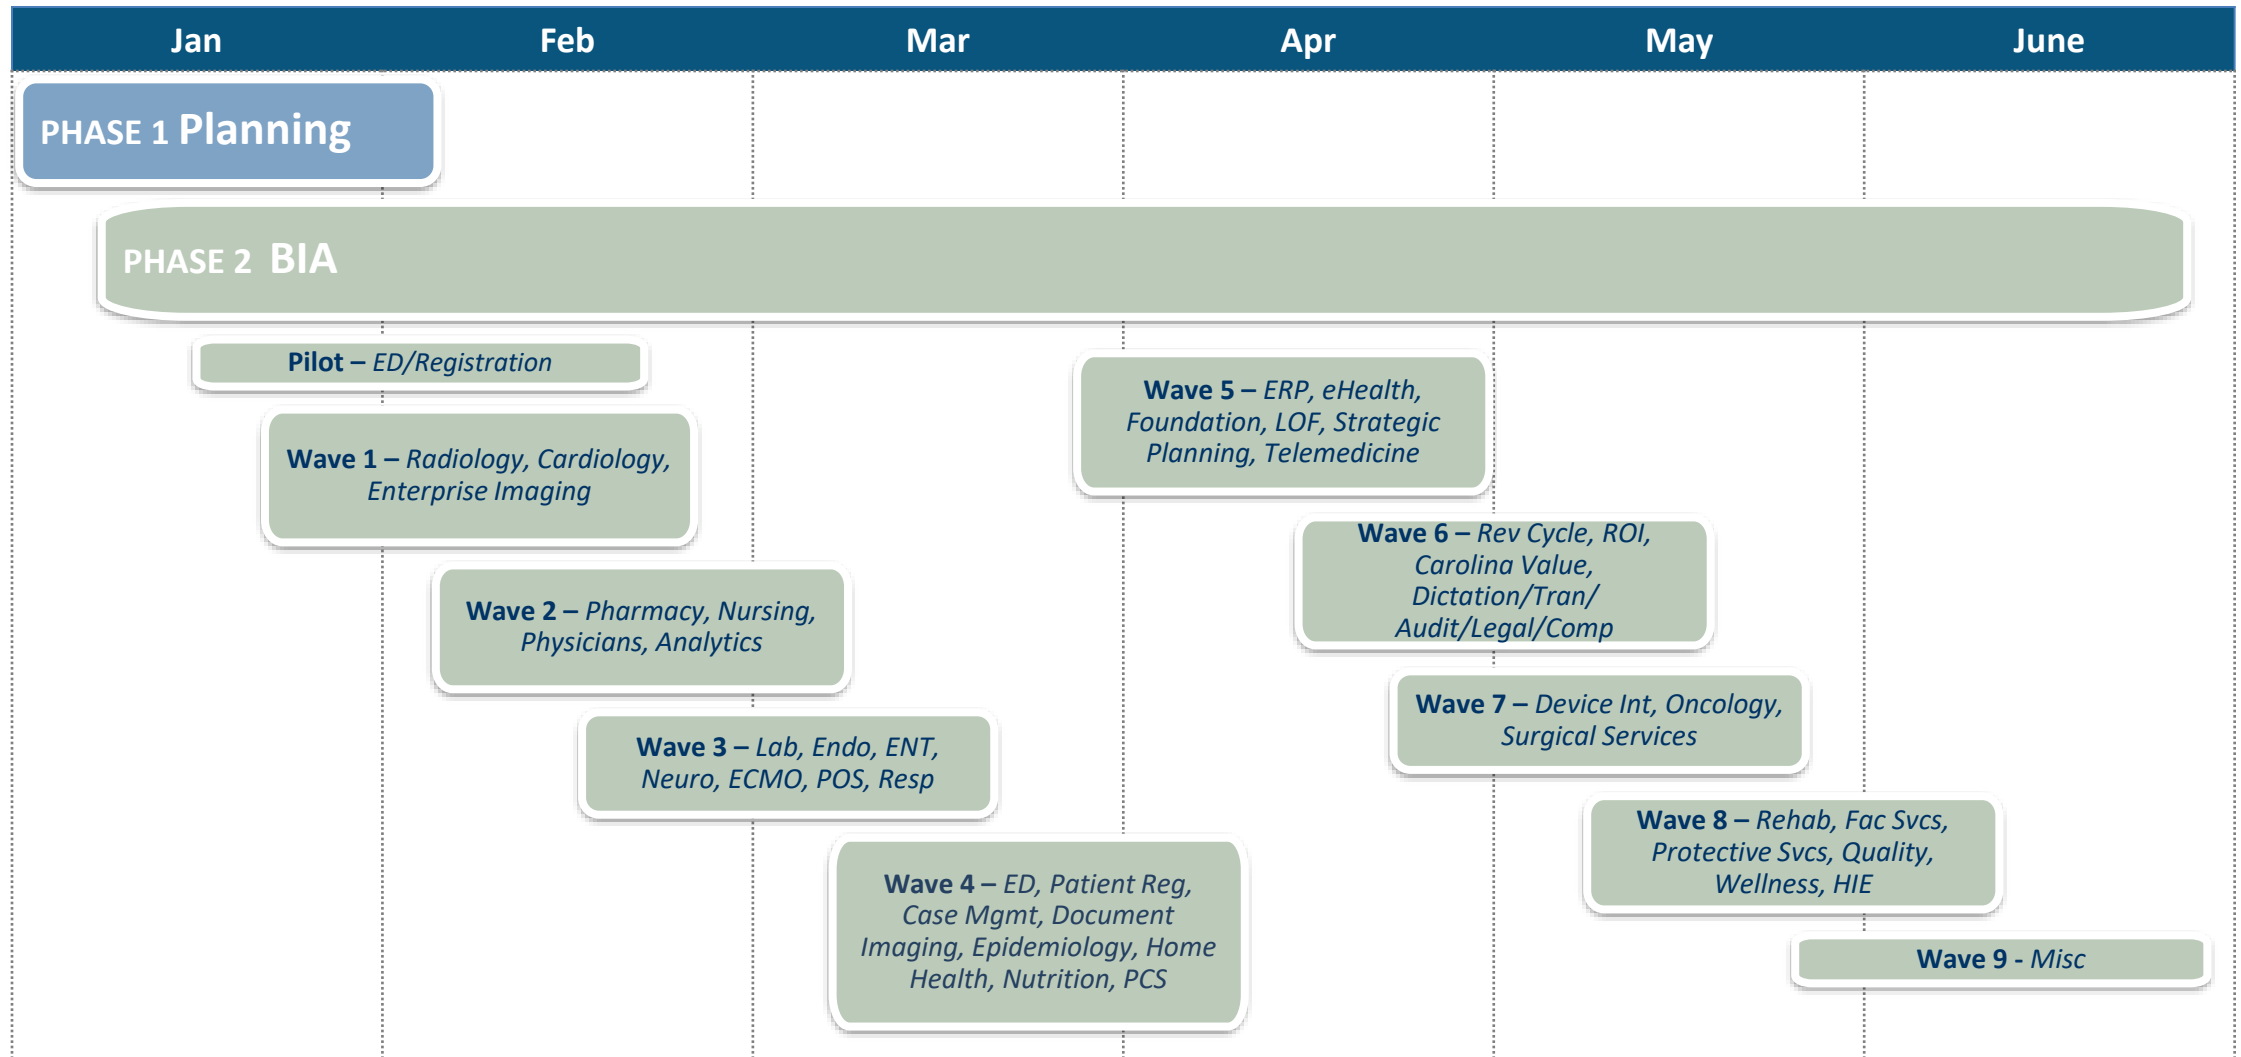 Jan Feb Mar Apr May June
PHASE 1 Planning
PHASE 2 BIA
Pilot – ED/Registration
Wave 1 – Radiology, Cardiology,
Enterprise Imaging
Wave 2 – Pharmacy, Nursing,
Physicians, Analytics
Wave 3 – Lab, Endo, ENT,
Neuro, ECMO, POS, Resp
Wave 4 – ED, Patient Reg,
Case Mgmt, Document
Imaging, Epidemiology, Home
Health, Nutrition, PCS
Wave 5 – ERP, eHealth,
Foundation, LOF, Strategic
Planning, Telemedicine
Wave 6 – Rev Cycle, ROI,
Carolina Value,
Dictation/Tran/
Audit/Legal/Comp
Wave 7 – Device Int, Oncology,
Surgical Services
Wave 8 – Rehab, Fac Svcs,
Protective Svcs, Quality,
Wellness, HIE
Wave 9 - Misc